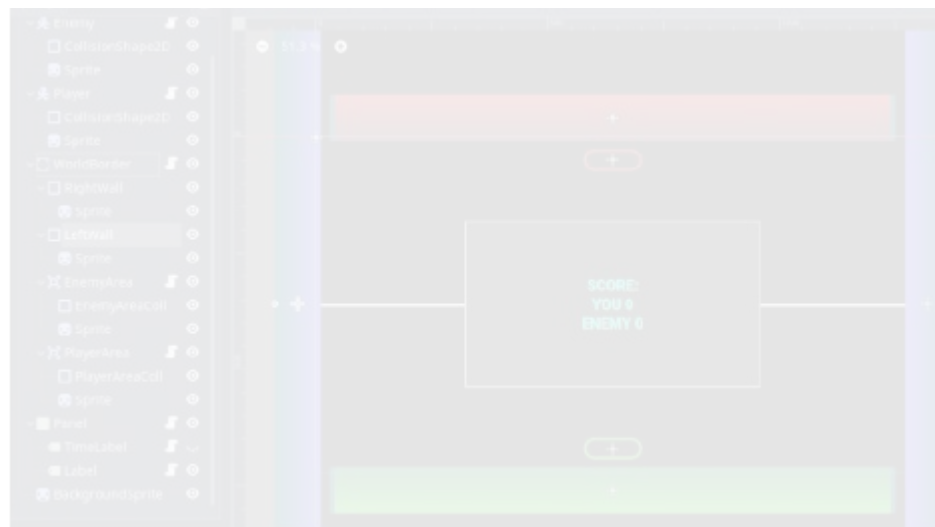 Enemy
CollisionShape2D
Sprite
Player
CollisionShape2D
Sprite
WorldBorder
RightWall
Sprite
LeftWall
Sprite
EnemyArea
EnemyAreaColl
Sprite
PlayerArea
PlayerAreaColl
Sprite
Panel
TimeLabel
Label
BackgroundSprite
SCORE:
YOU 0
ENEMY 0